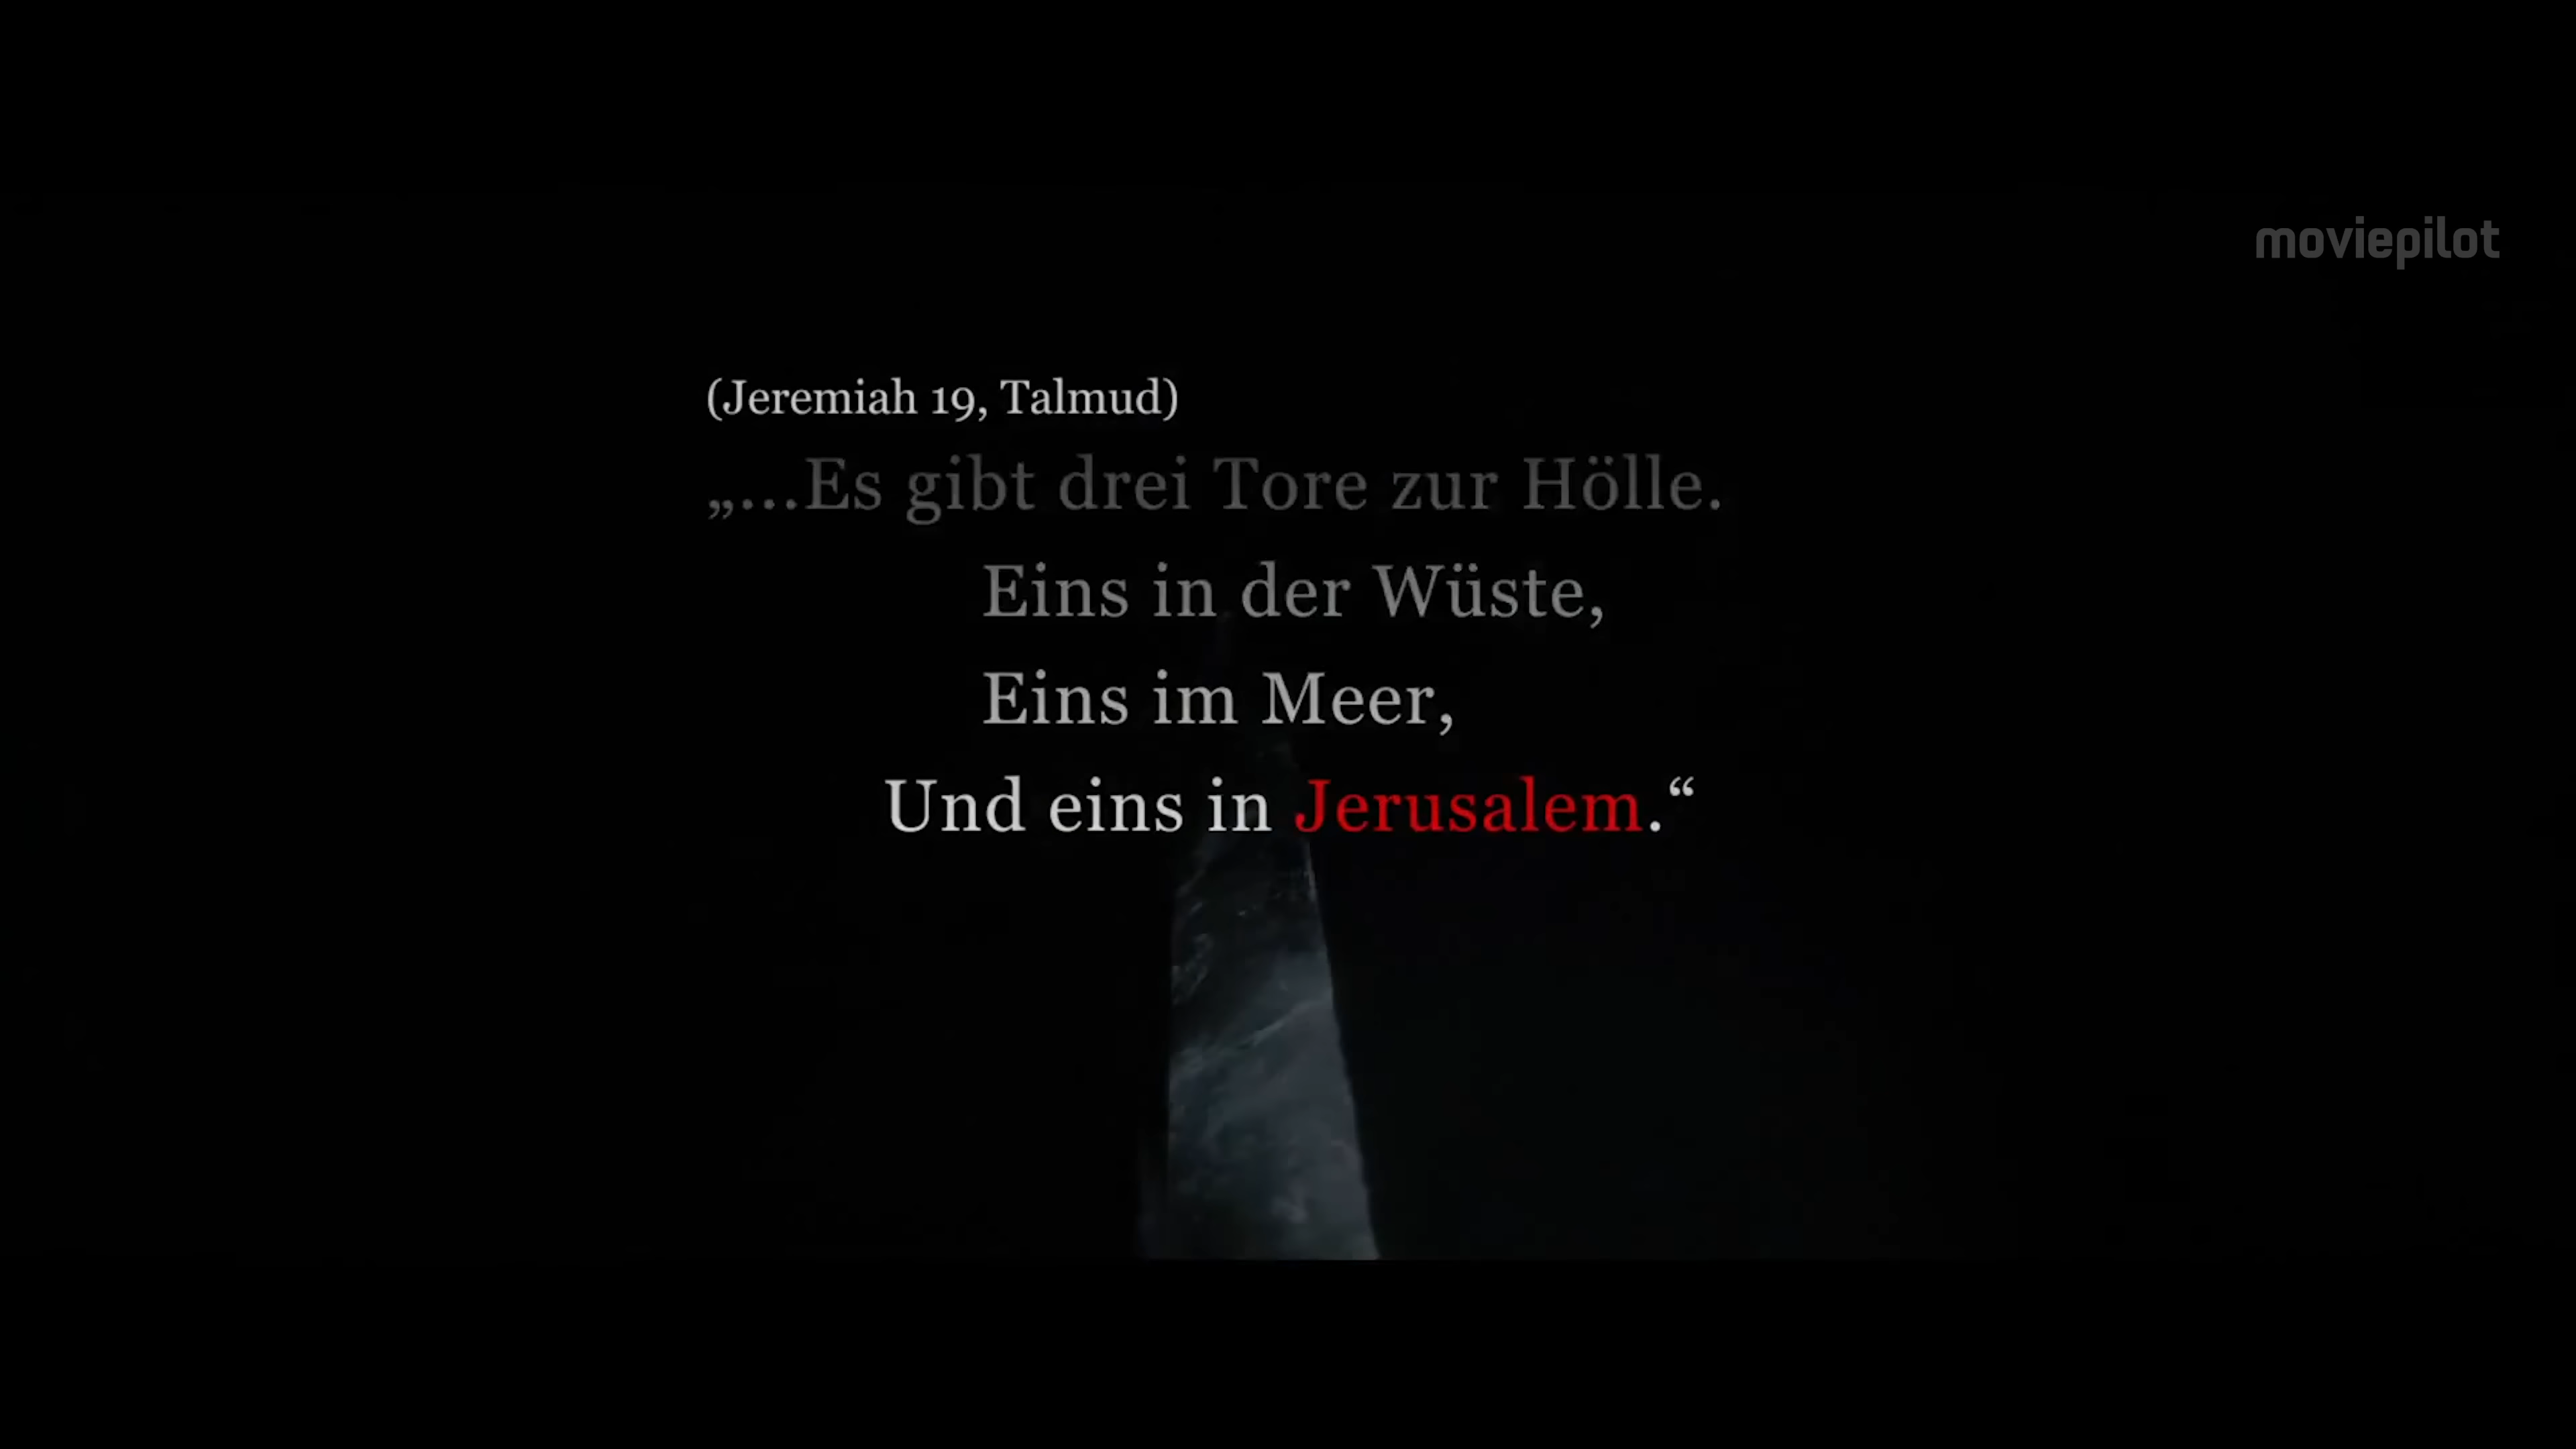 moviepilot
(Jeremiah 19, Talmud)
„...Es gibt drei Tore zur Hölle.
Eins in der Wüste,
Eins im Meer,
Und eins in Jerusalem.“